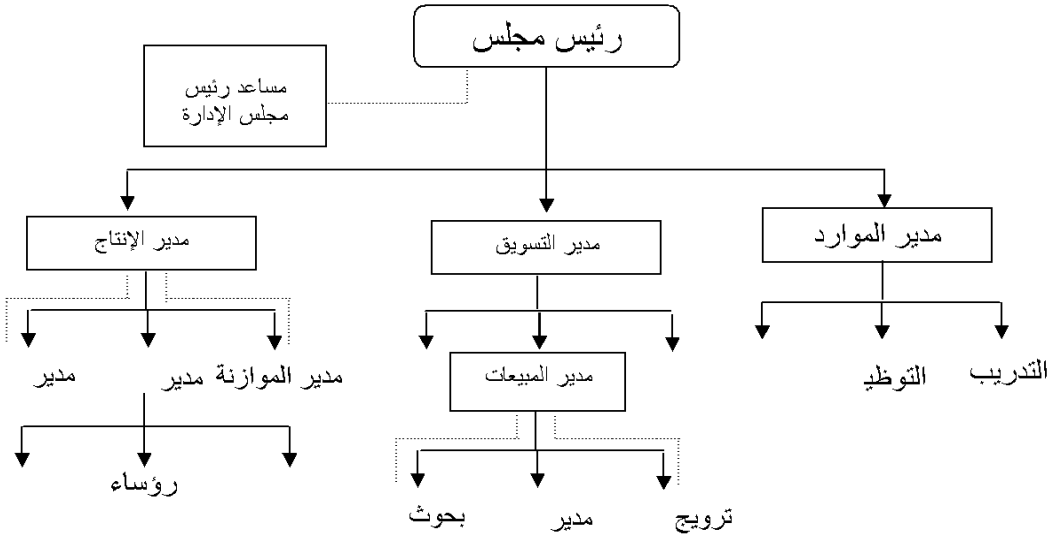 رئيس مجلس
مساعد رئيس
مجلس الإدارة
مدير الموارد
مدير التسويق
مدير الإنتاج
التدريب
التوظيـ
مدير المبيعات
مدير الموازنة
مدير
مدير
رؤساء
ترويج
مدير
بحوث